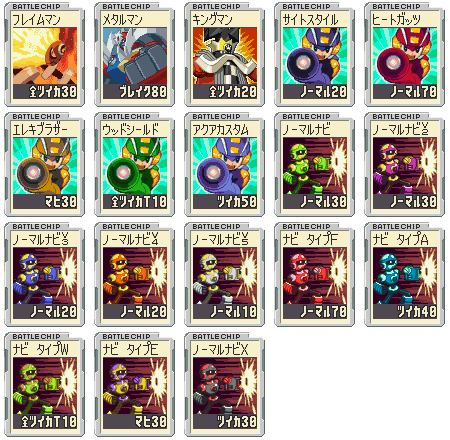 BATTLECHIP
フレイムマン
全ツイカ30
BATTLECHIP
メタルマン
ブレイク80
BATTLECHIP
キングマン
全ツイカ20
BATTLECHIP
サイトスタイル
ノーマル20
BATTLECHIP
ヒートガッツ
ノーマル70
BATTLECHIP
エレキブラザー
マヒ30
BATTLECHIP
ウッドシールド
全ツイカT10
BATTLECHIP
アクアカスタム
ツイカ50
BATTLECHIP
ノーマルナビ
ノーマル30
BATTLECHIP
ノーマルナビV2
ノーマル30
BATTLECHIP
ノーマルナビV3
ノーマル20
BATTLECHIP
ノーマルナビV4
ノーマル20
BATTLECHIP
ノーマルナビV5
ノーマル10
BATTLECHIP
ナビ タイプF
ノーマル70
BATTLECHIP
ナビ タイプA
ツイカ40
BATTLECHIP
ナビ タイプW
全ツイカT10
BATTLECHIP
ナビ タイプE
マヒ30
BATTLECHIP
ノーマルナビX
ツイカ30